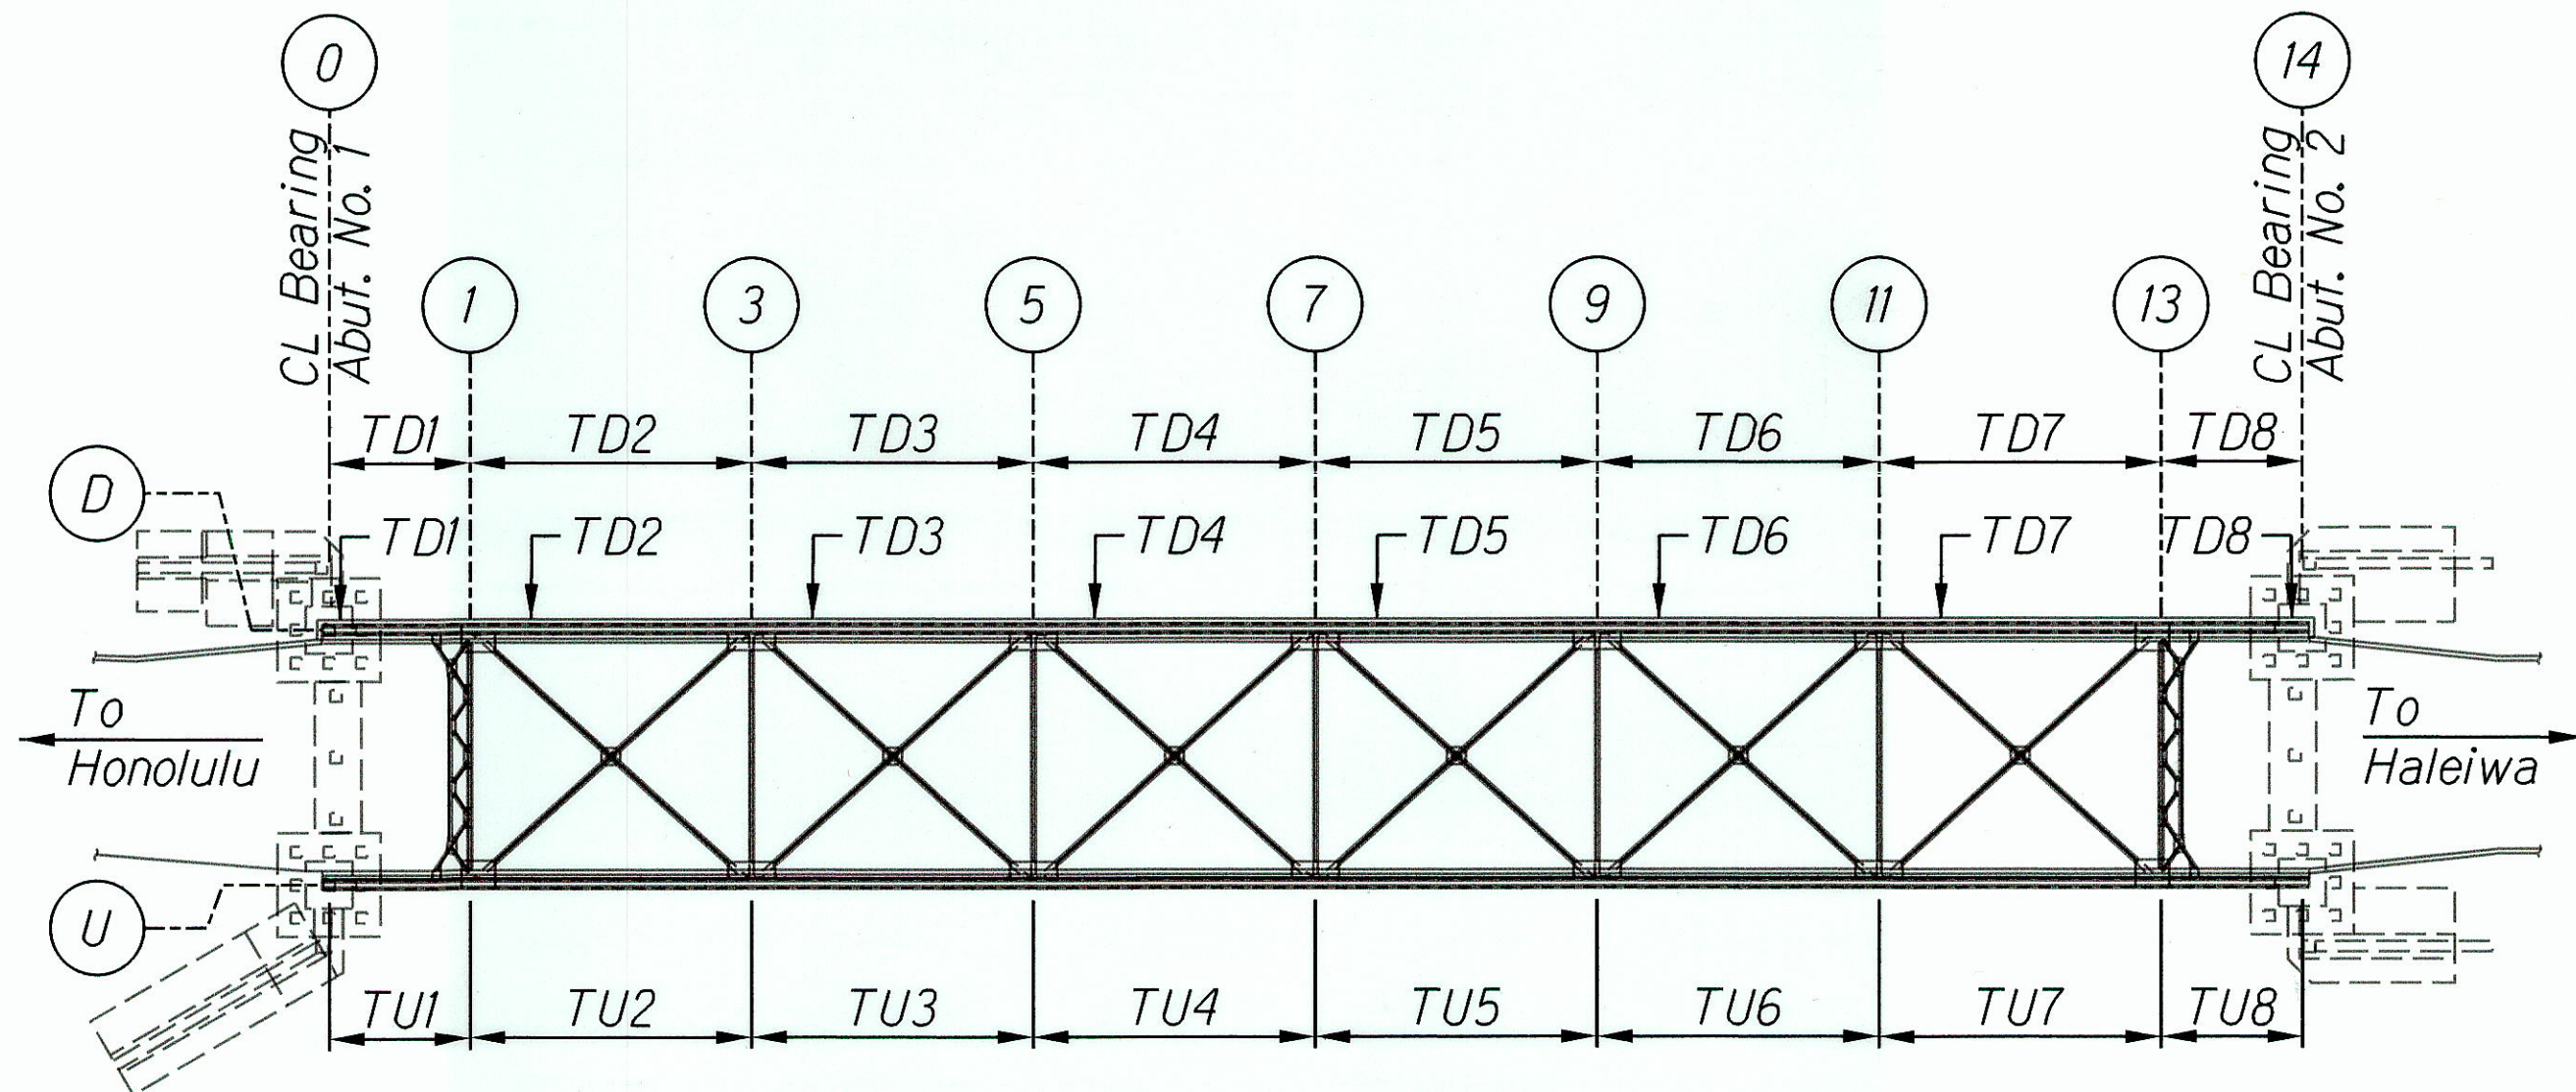 0
14
CL Bearing
Abut. No. 1
CL Bearing
Abut. No. 2
1
3
5
7
9
11
13
TD1
TD2
TD3
TD4
TD5
TD6
TD7
TD8
D
TD1
TD2
TD3
TD4
TD5
TD6
TD7
TD8
To
Honolulu
To
Haleiwa
U
TU1
TU2
TU3
TU4
TU5
TU6
TU7
TU8